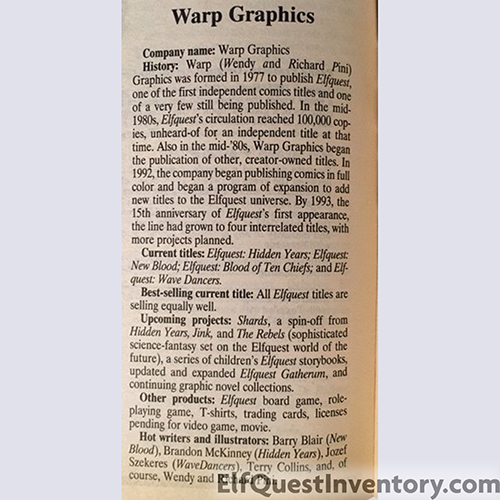 Warp Graphics
Company name: Warp Graphics
History: Warp (Wendy and Richard Pini)
Graphics was formed in 1977 to publish Elfquest,
one of the first independent comics titles and one
of a very few still being published. In the mid-
1980s, Elfquest's circulation reached 100,000 cop-
ies, unheard-of for an independent title at that
time. Also in the mid-'80s, Warp Graphics began
the publication of other, creator-owned titles. In
1992, the company began publishing comics in full
color and began a program of expansion to add
new titles to the Elfquest universe. By 1993, the
15th anniversary of Elfquest's first appearance,
the line had grown to four interrelated titles, with
more projects planned.
Current titles: Elfquest: Hidden Years; Elfquest:
New Blood; Elfquest: Blood of Ten Chiefs; and Elf-
quest: Wave Dancers.
Best-selling current title: All Elfquest titles are
selling equally well.
Upcoming projects: Shards, a spin-off from
Hidden Years, Jink, and The Rebels (sophisticated
science-fantasy set on the Elfquest world of the
future), a series of children's Elfquest storybooks,
updated and expanded Elfquest Gatherum, and
continuing graphic novel collections.
Other products: Elfquest board game, role-
playing game, T-shirts, trading cards, licenses
pending for video game, movie.
Hot writers and illustrators: Barry Blair (New
Blood), Brandon McKinney (Hidden Years), Jozef
Szekeres (WaveDancers), Terry Collins, and, of
course, Wendy and Richard Pini.
ElfQuestInventory.com